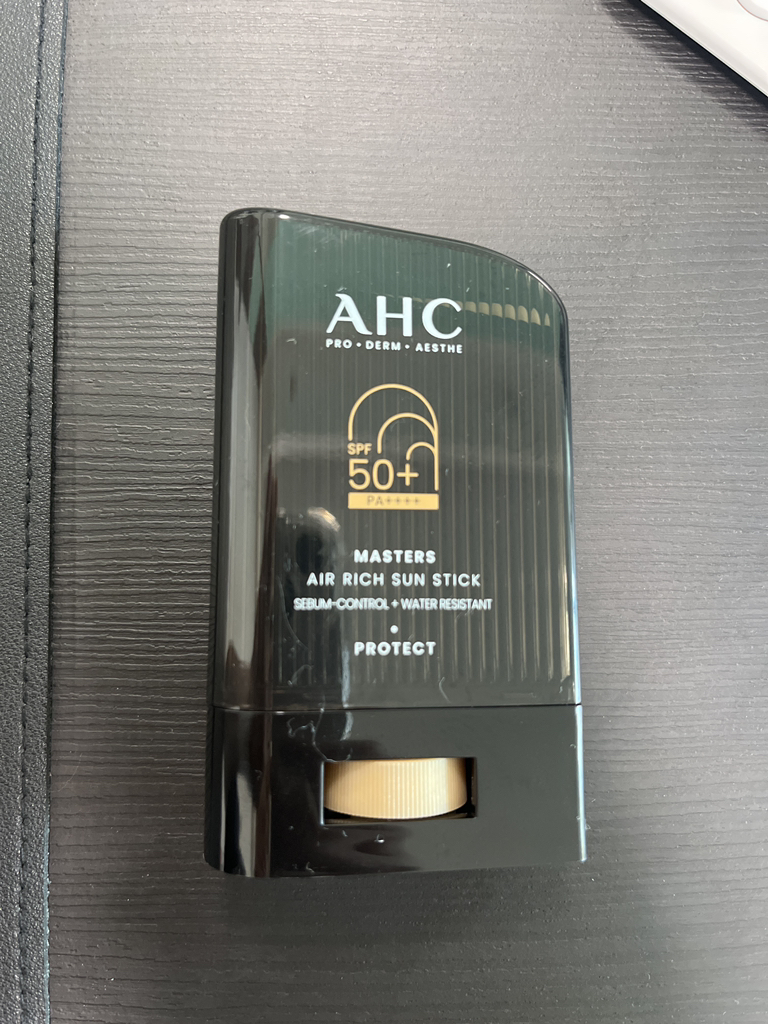 AHC
PRO • DERM • AESTHE
SPF
50+
PA++++
MASTERS
AIR RICH SUN STICK
SEBUM-CONTROL + WATER RESISTANT
•
PROTECT